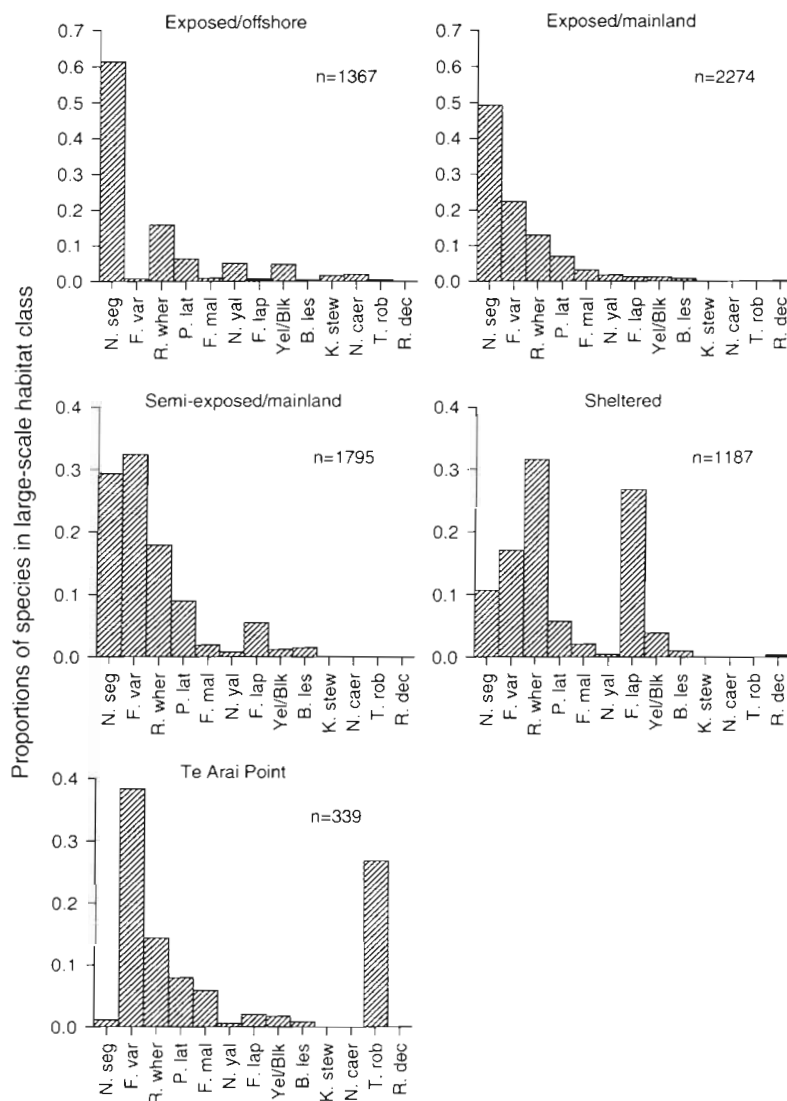 Proportions of species in large-scale habitat class
Exposed/offshore
n=1367
0.7
0.6
0.5
0.4
0.3
0.2
0.1
0.0
N. seg
F. var
R. wher
P. lat
F. mal
N. yal
F. lap
Yel/Blk
B. les
K. stew
N. caer
T. rob
R. dec
Exposed/mainland
n=2274
0.7
0.6
0.5
0.4
0.3
0.2
0.1
0.0
N. seg
F. var
R. wher
P. lat
F. mal
N. yal
F. lap
Yel/Blk
B. les
K. stew
N. caer
T. rob
R. dec
Semi-exposed/mainland
n=1795
0.4
0.3
0.2
0.1
0.0
N. seg
F. var
R. wher
P. lat
F. mal
N. yal
F. lap
Yel/Blk
B. les
K. stew
N. caer
T. rob
R. dec
Sheltered
n=1187
0.4
0.3
0.2
0.1
0.0
N. seg
F. var
R. wher
P. lat
F. mal
N. yal
F. lap
Yel/Blk
B. les
K. stew
N. caer
T. rob
R. dec
Te Arai Point
n=339
0.4
0.3
0.2
0.1
0.0
N. seg
F. var
R. wher
P. lat
F. mal
N. yal
F. lap
Yel/Blk
B. les
K. stew
N. caer
T. rob
R. dec